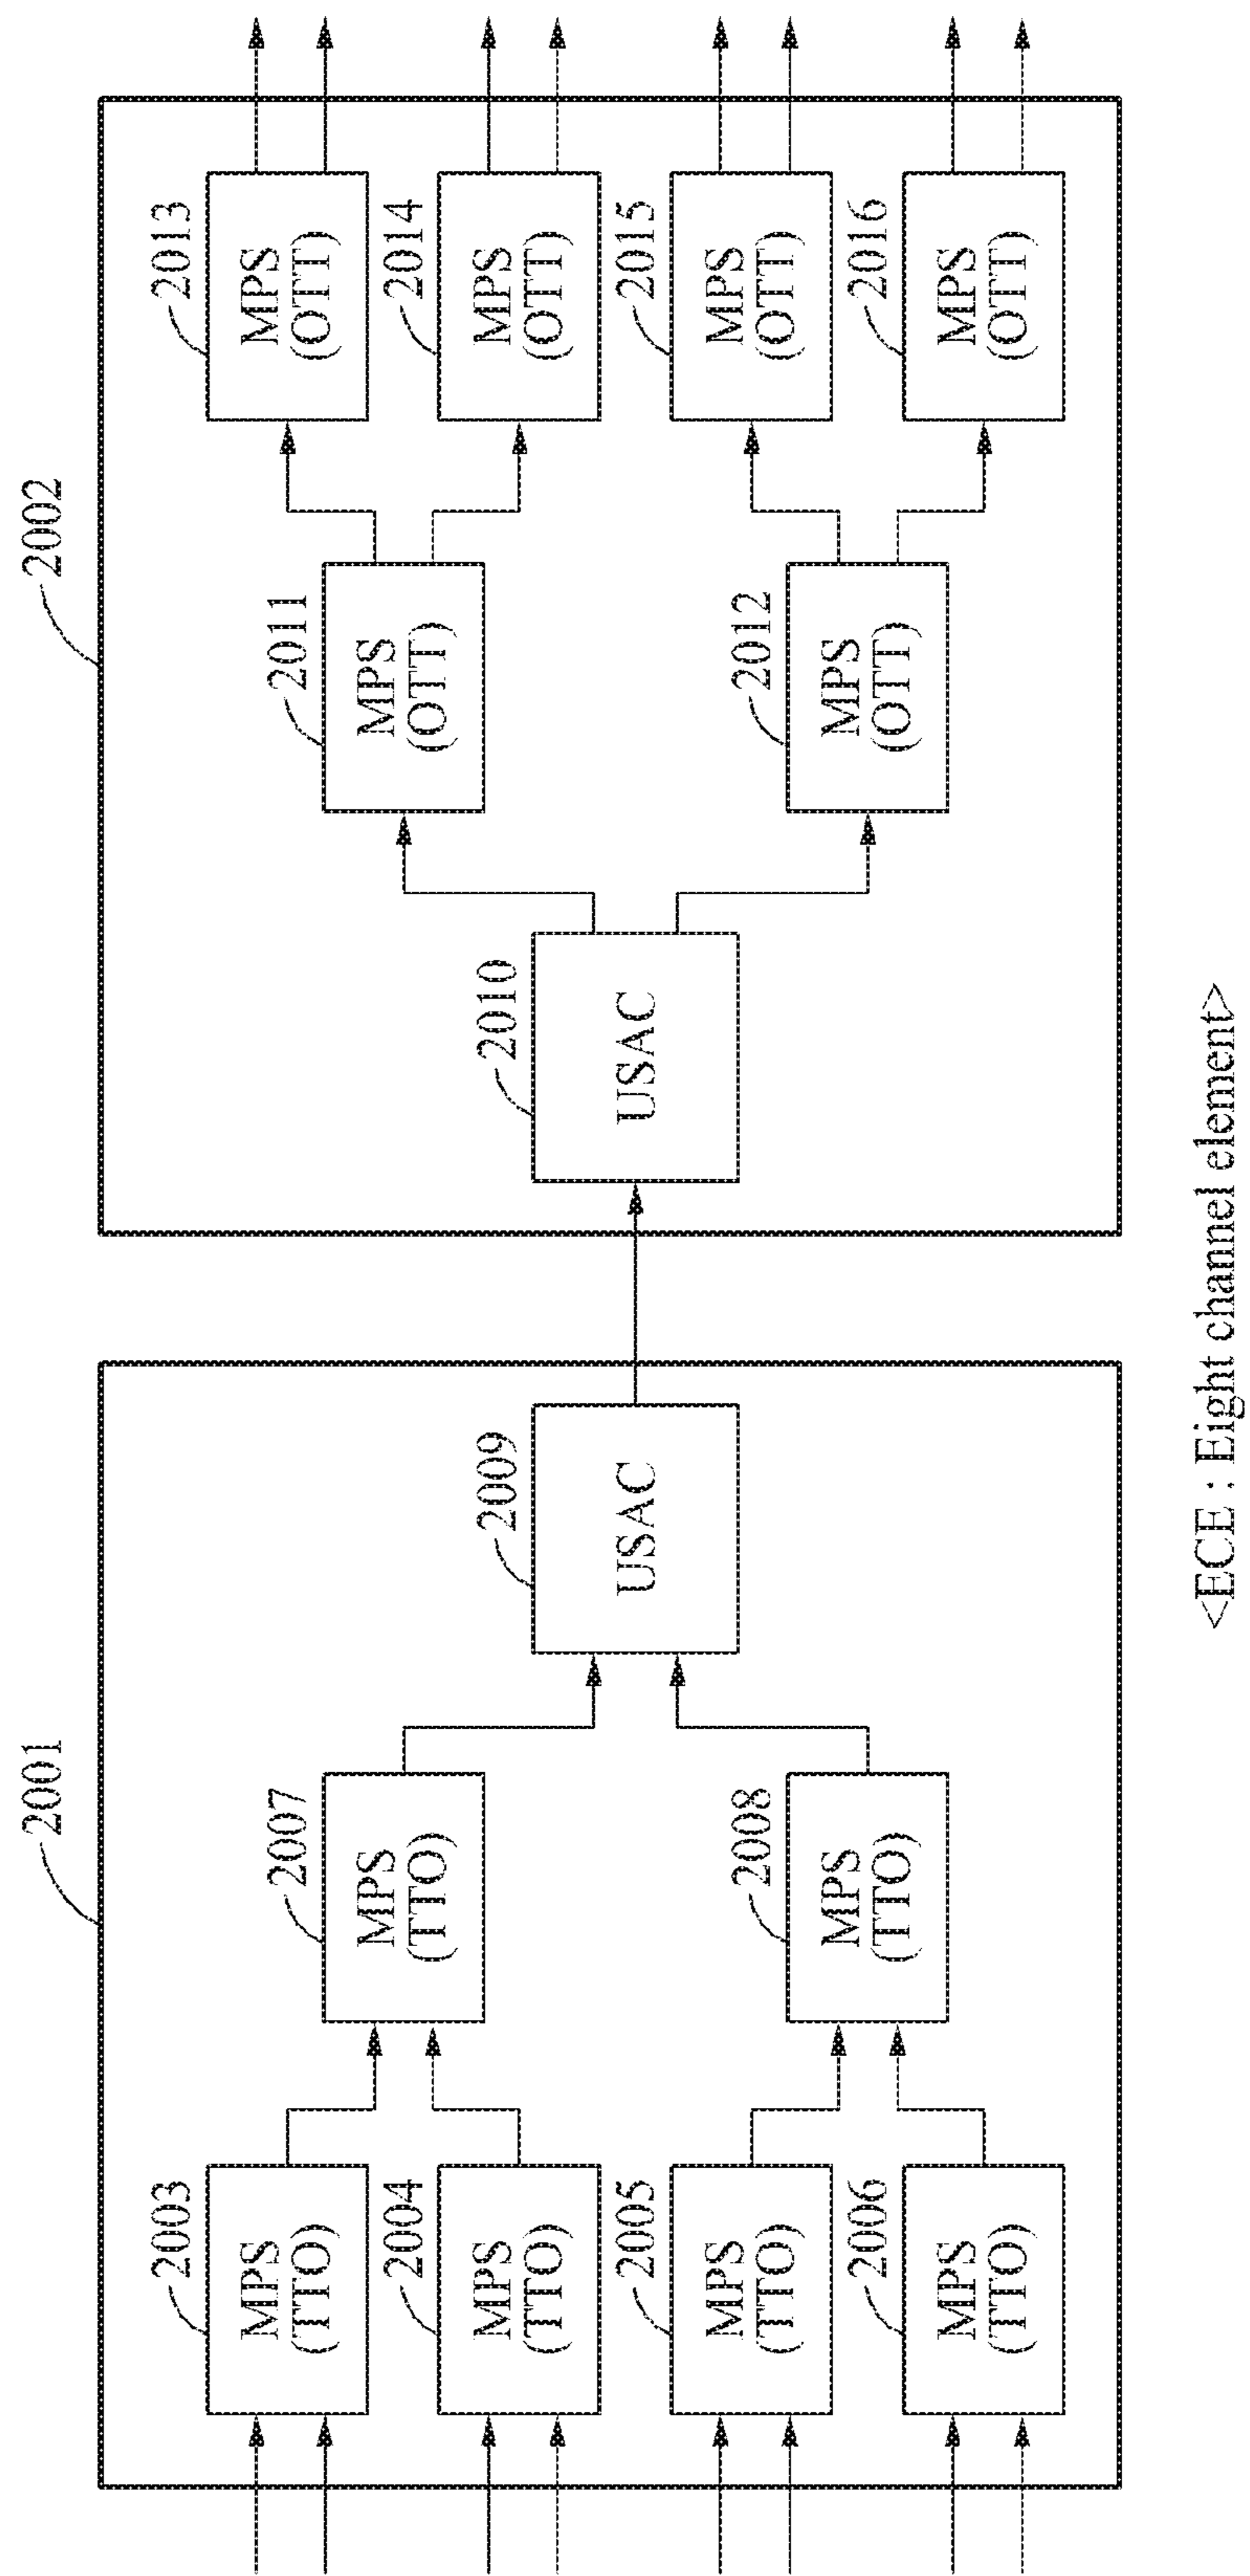 2001
2002
2003
MPS
(TTO)
2004
MPS
(TTO)
2005
MPS
(TTO)
2006
MPS
(TTO)
2007
MPS
(TTO)
2008
MPS
(TTO)
2009
USAC
2010
USAC
2011
MPS
(OTT)
2012
MPS
(OTT)
2013
MPS
(OTT)
2014
MPS
(OTT)
2015
MPS
(OTT)
2016
MPS
(OTT)
<ECE : Eight channel element>